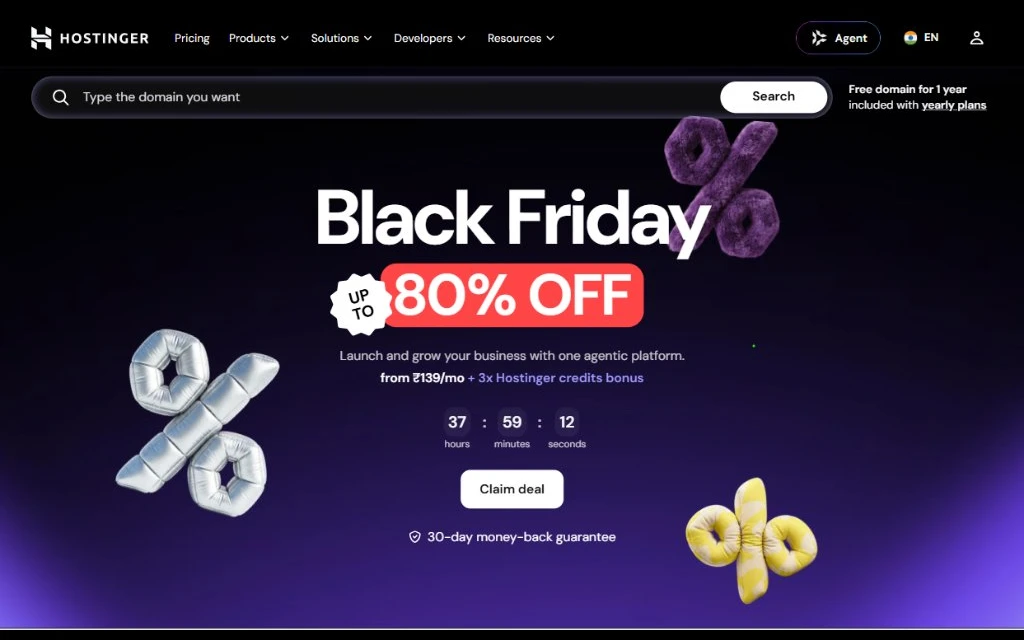 HOSTINGER Pricing Products Solutions Developers Resources Agent EN
Type the domain you want Search
Free domain for 1 year
included with yearly plans
Black Friday
UP TO
80% OFF
Launch and grow your business with one agentic platform.
from ₹139/mo + 3x Hostinger credits bonus
37 : 59 : 12
hours minutes seconds
Claim deal
30-day money-back guarantee